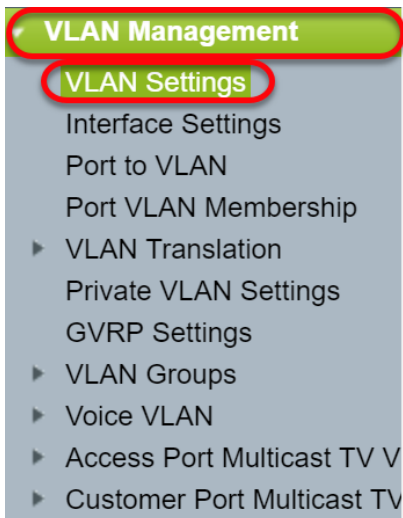 VLAN Management
VLAN Settings
Interface Settings
Port to VLAN
Port VLAN Membership
VLAN Translation
Private VLAN Settings
GVRP Settings
VLAN Groups
Voice VLAN
Access Port Multicast TV V
Customer Port Multicast TV